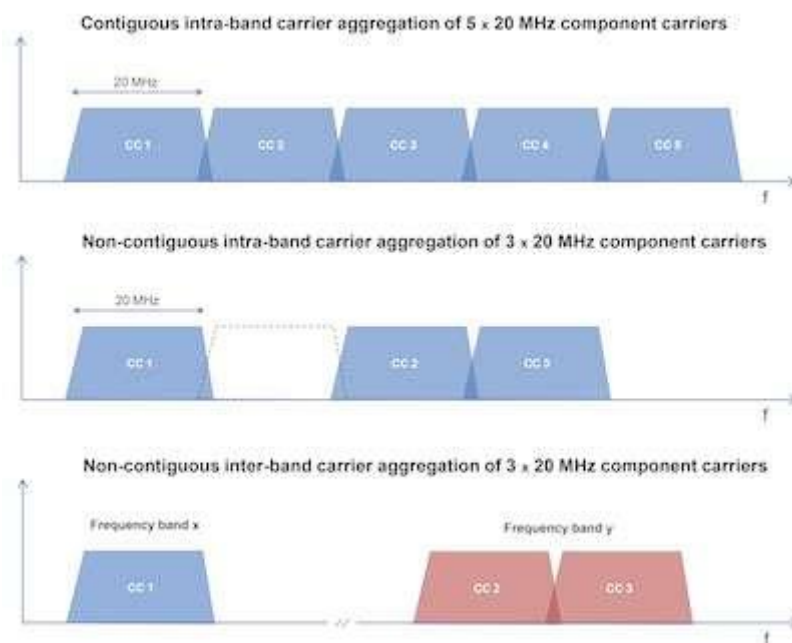 Contiguous intra-band carrier aggregation of 5 x 20 MHz component carriers
20 MHz
CC 1 CC 2 CC 3 CC 4 CC 5
f
Non-contiguous intra-band carrier aggregation of 3 x 20 MHz component carriers
20 MHz
CC 1 CC 2 CC 3
f
Non-contiguous inter-band carrier aggregation of 3 x 20 MHz component carriers
Frequency band x Frequency band y
CC 1 CC 2 CC 3
f